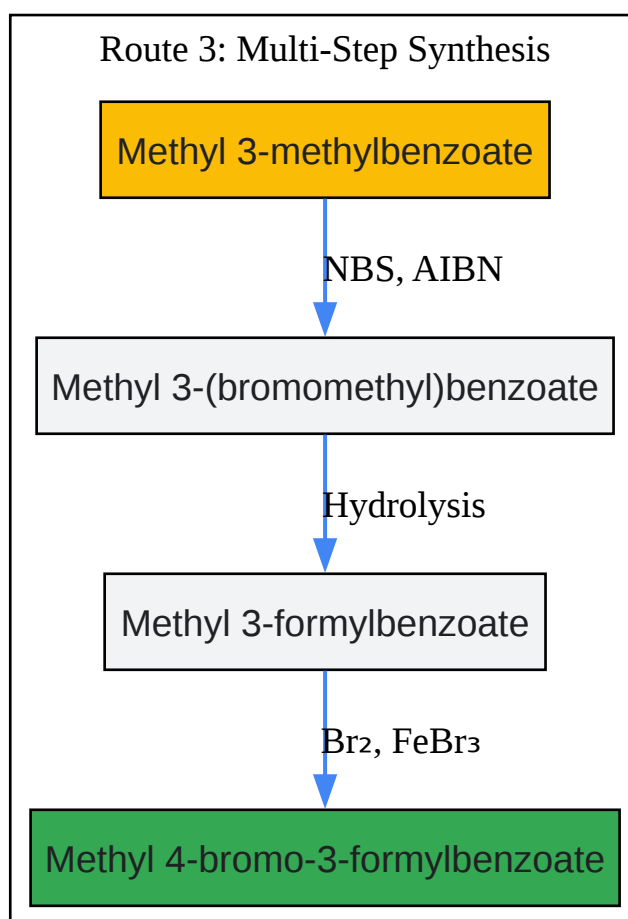 Route 3: Multi-Step Synthesis
Methyl 3-methylbenzoate
NBS, AIBN
Methyl 3-(bromomethyl)benzoate
Hydrolysis
Methyl 3-formylbenzoate
Br₂, FeBr₃
Methyl 4-bromo-3-formylbenzoate